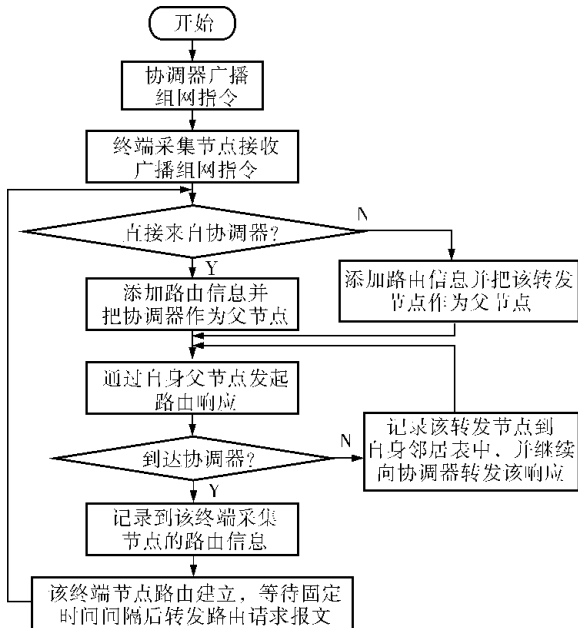 开始
协调器广播
组网指令
终端采集节点接收
广播组网指令
直接来自协调器?
N
Y
添加路由信息并
把协调器作为父节点
添加路由信息并把该转发
节点作为父节点
通过自身父节点发起
路由响应
到达协调器?
N
Y
记录该转发节点到
自身邻居表中，并继续
向协调器转发该响应
记录到该终端采集
节点的路由信息
该终端节点路由建立，等待固定
时间间隔后转发路由请求报文